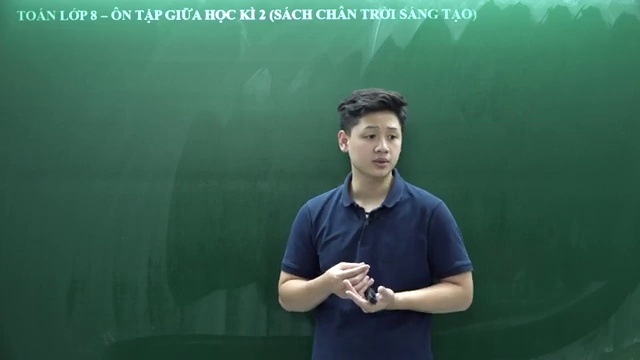 TOÁN LỚP 8 – ÔN TẬP GIỮA HỌC KÌ 2 (SÁCH CHÂN TRỜI SÁNG TẠO)